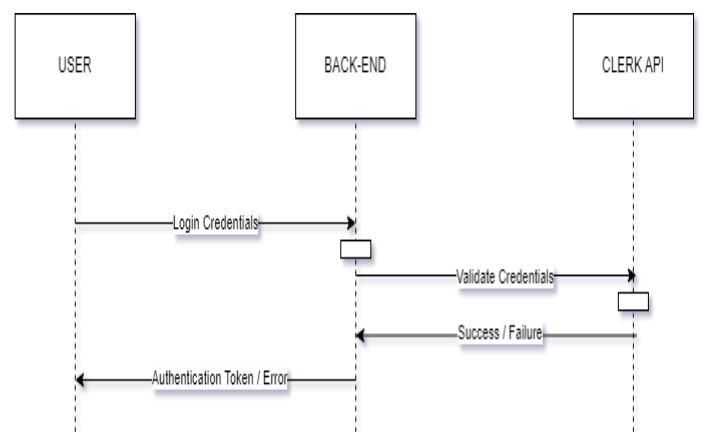 USER
BACK-END
CLERK API
Login Credentials
Validate Credentials
Success / Failure
Authentication Token / Error